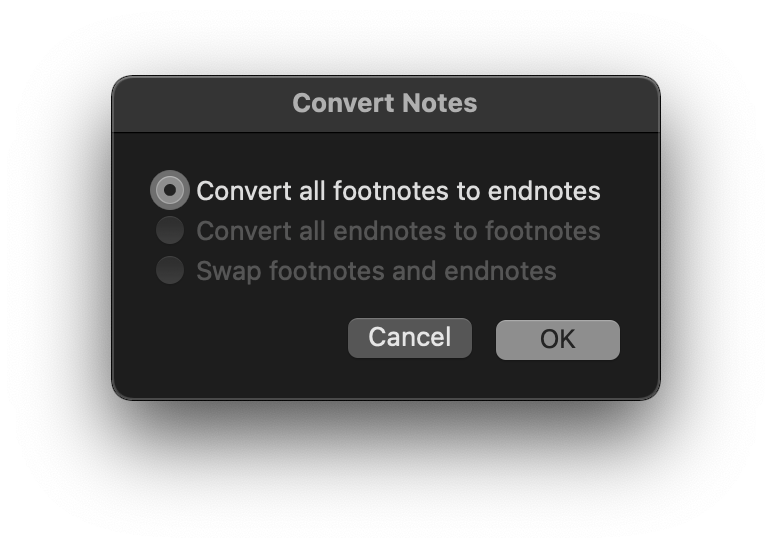 Convert Notes
Convert all footnotes to endnotes
Convert all endnotes to footnotes
Swap footnotes and endnotes
Cancel
OK